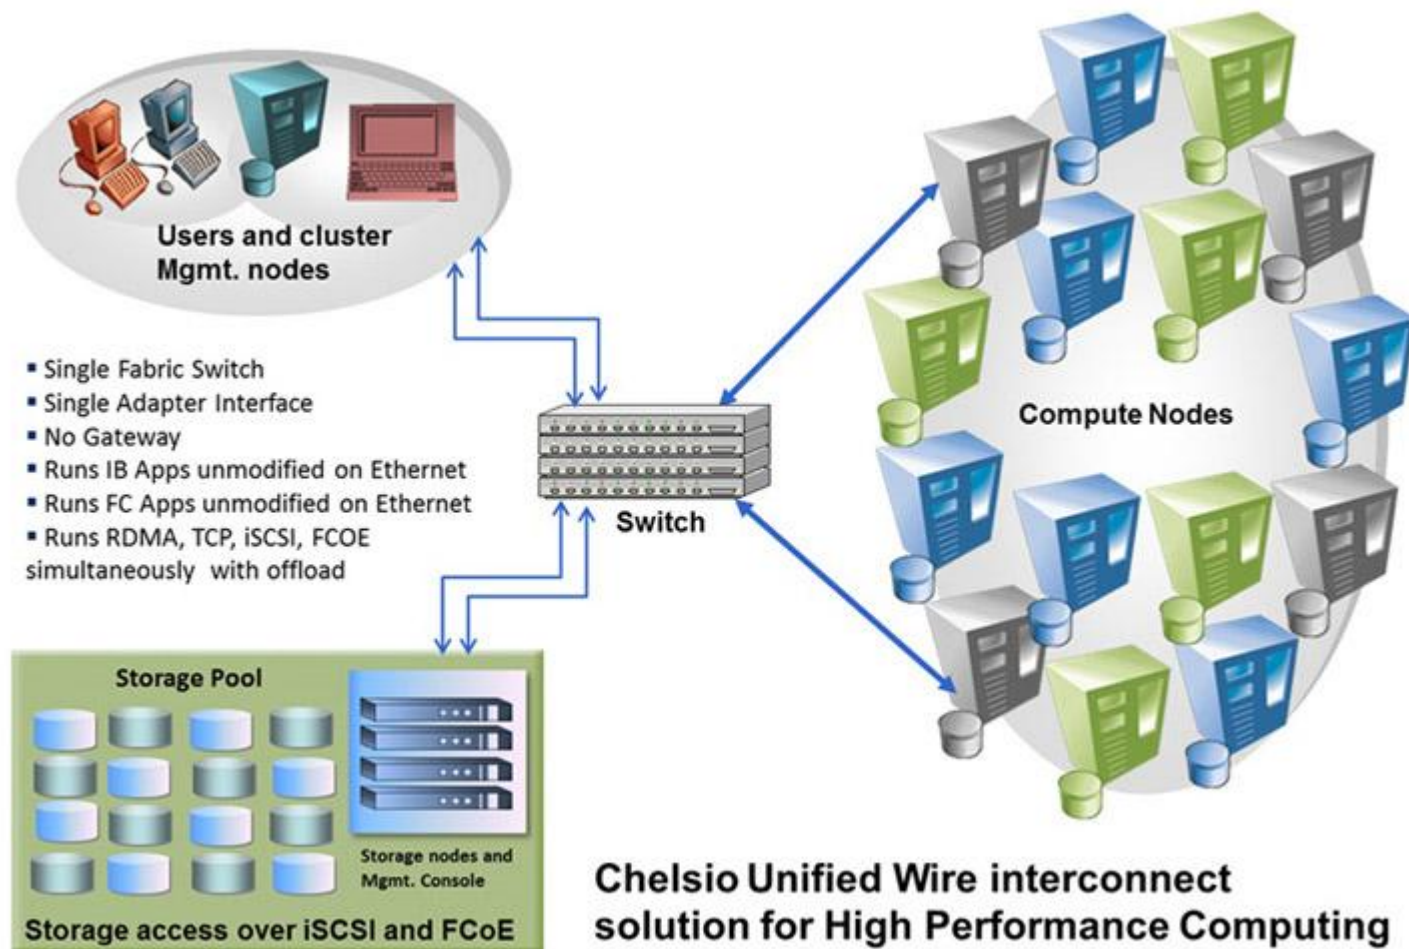 Users and cluster
Mgmt. nodes
▪ Single Fabric Switch
▪ Single Adapter Interface
▪ No Gateway
▪ Runs IB Apps unmodified on Ethernet
▪ Runs FC Apps unmodified on Ethernet
▪ Runs RDMA, TCP, iSCSI, FCOE
simultaneously with offload
Switch
Compute Nodes
Storage Pool
Storage nodes and
Mgmt. Console
Storage access over iSCSI and FCoE
Chelsio Unified Wire interconnect
solution for High Performance Computing